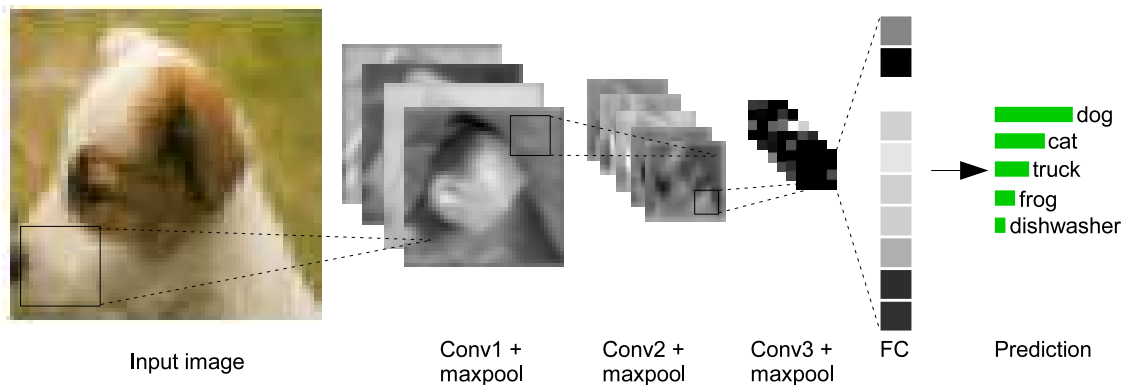 dog
cat
truck
frog
dishwasher
Input image
Conv1 +
maxpool
Conv2 +
maxpool
Conv3 +
maxpool
FC
Prediction